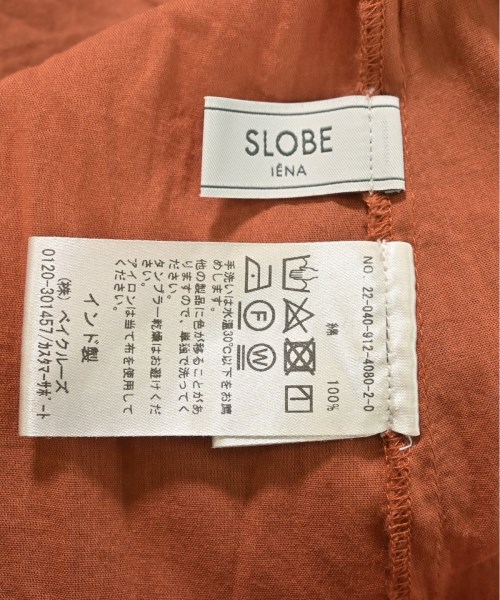 SLOBE
IÉNA
NO. 22-040-912-4080-2-0
綿 100%
手洗いは水温30℃以下をお薦
めします。
他の製品に色が移ることがあ
りますので、単独で洗ってく
ださい。
タンブラー乾燥はお避けくだ
さい。
アイロンは当て布を使用して
ください。
インド製
(株) ベイクルーズ
0120-301457/カスタマーサポート